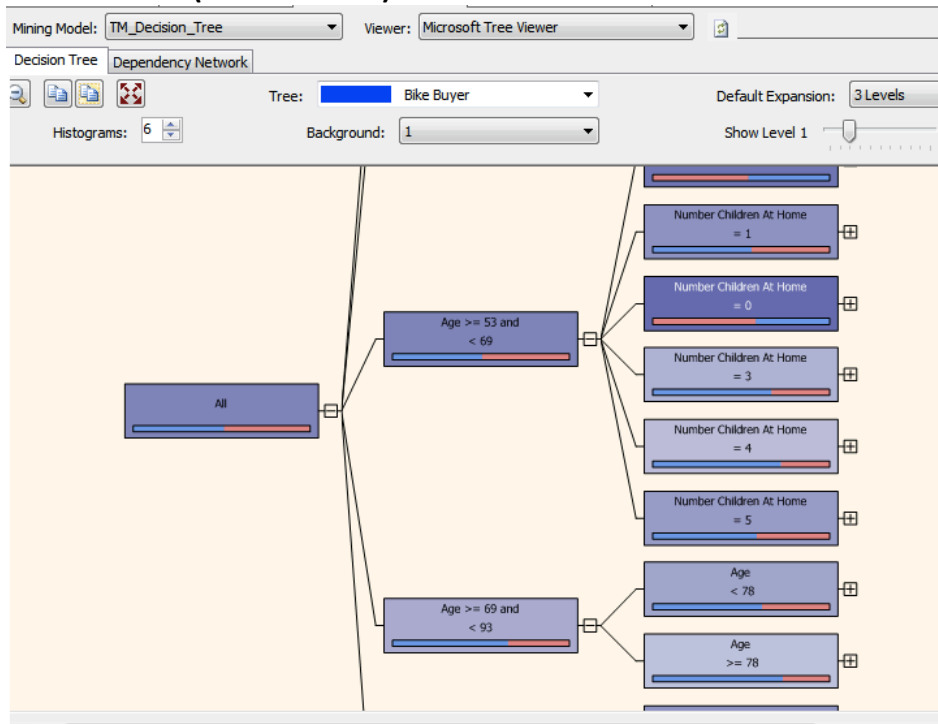 Mining Model: TM_Decision_Tree Viewer: Microsoft Tree Viewer
Decision Tree Dependency Network
Tree: Bike Buyer Default Expansion: 3 Levels
Histograms: 6 Background: 1 Show Level 1
Number Children At Home
= 1
Number Children At Home
= 0
Age >= 53 and
< 69
Number Children At Home
= 3
All
Number Children At Home
= 4
Number Children At Home
= 5
Age
< 78
Age >= 69 and
< 93
Age
>= 78